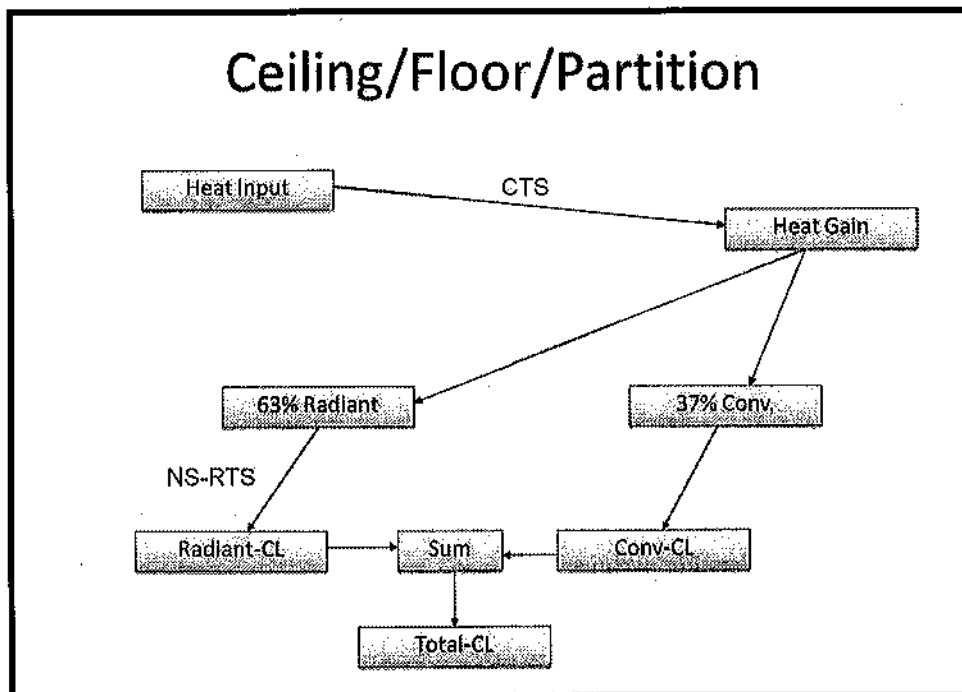 Ceiling/Floor/Partition
Heat Input
CTS
Heat Gain
63% Radiant
37% Conv.
NS-RTS
Radiant-CL
Sum
Conv-CL
Total-CL